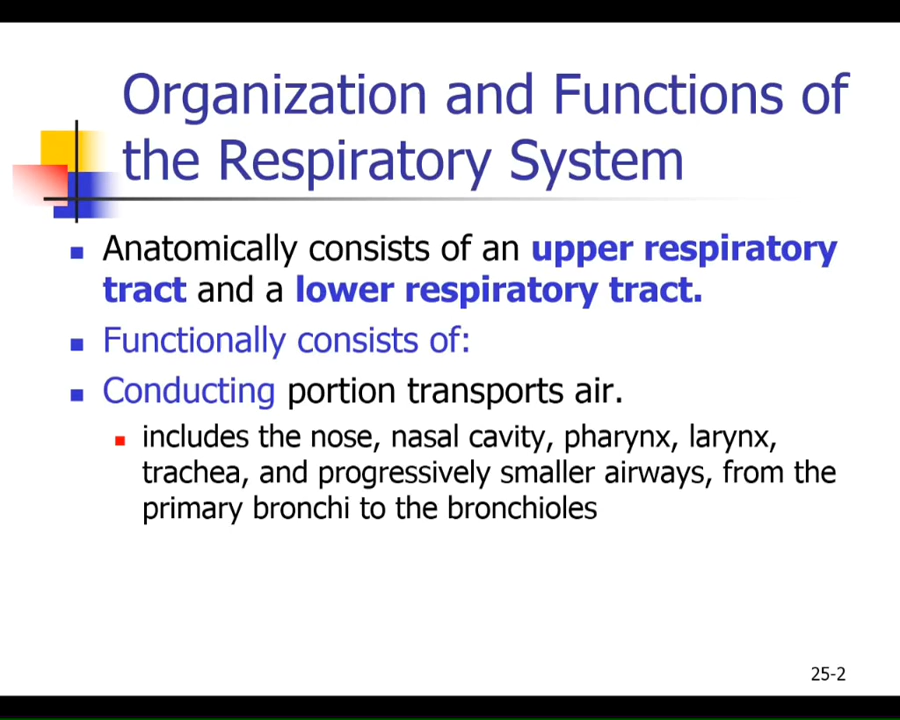 Organization and Functions of
the Respiratory System
Anatomically consists of an upper respiratory
tract and a lower respiratory tract.
Functionally consists of:
Conducting portion transports air.
includes the nose, nasal cavity, pharynx, larynx,
trachea, and progressively smaller airways, from the
primary bronchi to the bronchioles
25-2